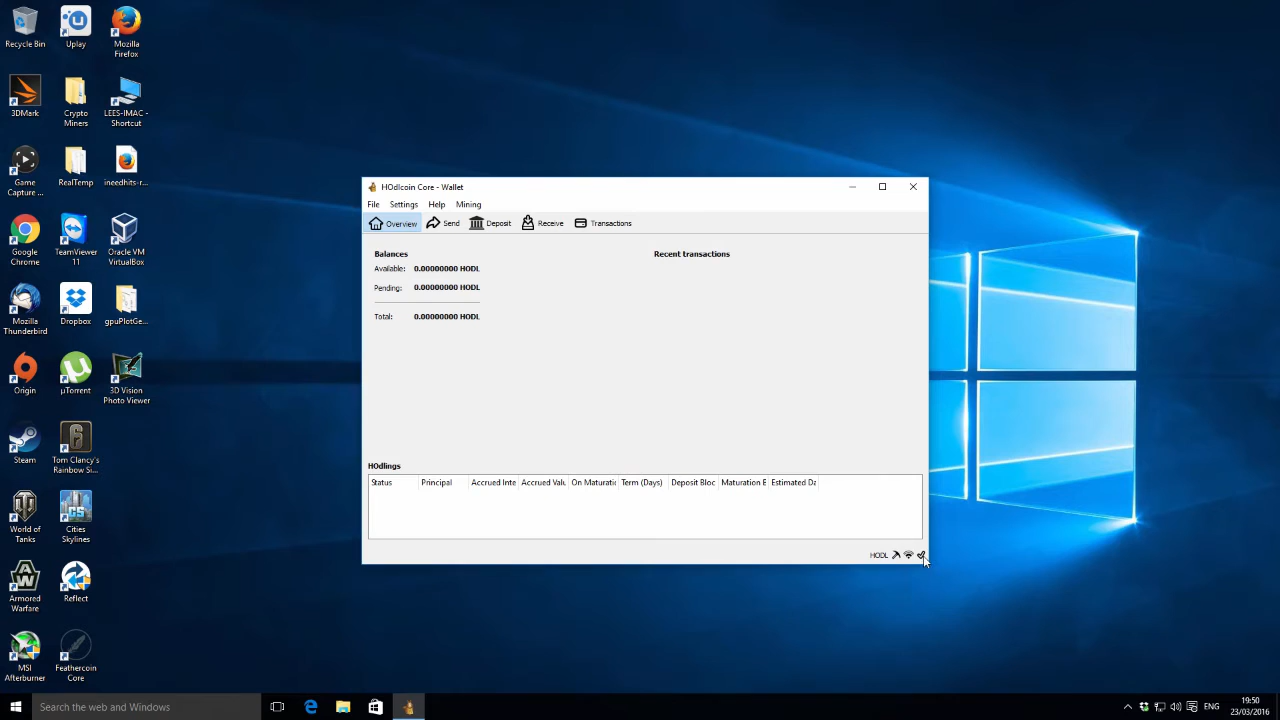 Recycle Bin
Uplay
Mozilla
Firefox
3DMark
Crypto
Miners
LEES-IMAC -
Shortcut
Game
Capture ...
RealTemp
ineedhits-r...
Google
Chrome
TeamViewer
11
Oracle VM
VirtualBox
Mozilla
Thunderbird
Dropbox
gpuPlotGe...
Origin
µTorrent
3D Vision
Photo Viewer
Steam
Tom Clancy's
Rainbow Si...
World of
Tanks
Cities
Skylines
Armored
Warfare
Reflect
MSI
Afterburner
Feathercoin
Core
HOdlcoin Core - Wallet
File Settings Help Mining
Overview Send Deposit Receive Transactions
Balances
Available: 0.00000000 HODL
Pending: 0.00000000 HODL
Total: 0.00000000 HODL
Recent transactions
HOdlings
Status Principal Accrued Inte Accrued Valu On Maturatic Term (Days) Deposit Bloc Maturation E Estimated Da
HODL
Search the web and Windows
ENG
19:50
23/03/2016